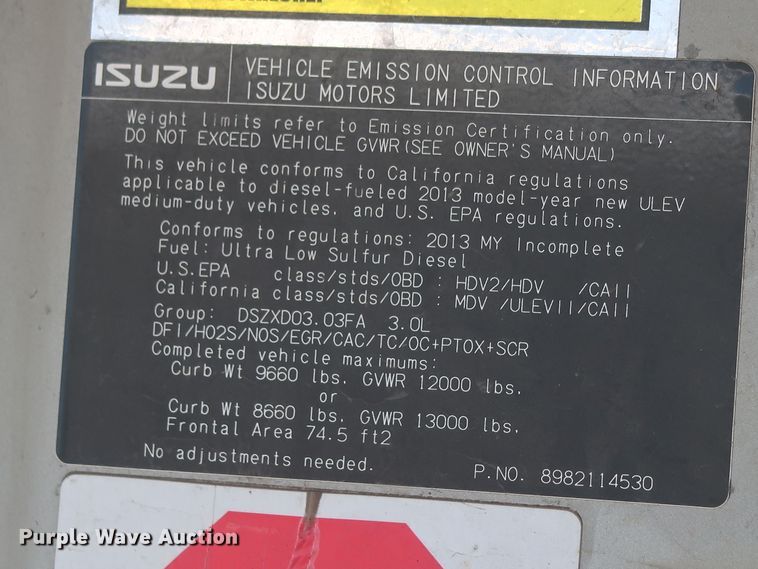 ISUZU
VEHICLE EMISSION CONTROL INFORMATION
ISUZU MOTORS LIMITED
Weight limits refer to Emission Certification only.
DO NOT EXCEED VEHICLE GVWR(SEE OWNER'S MANUAL)
This vehicle conforms to California regulations
applicable to diesel-fueled 2013 model-year new ULEV
medium-duty vehicles, and U.S. EPA regulations.
Conforms to regulations: 2013 MY Incomplete
Fuel: Ultra Low Sulfur Diesel
U.S.EPA class/stds/OBD : HDV2/HDV /CAII
California class/stds/OBD : MDV /ULEVII/CAII
Group: DSZXD03.03FA 3.0L
DFI/HO2S/NOS/EGR/CAC/TC/OC+PTOX+SCR
Completed vehicle maximums:
Curb Wt 9660 lbs. GVWR 12000 lbs.
or
Curb Wt 8660 lbs. GVWR 13000 lbs.
Frontal Area 74.5 ft2
No adjustments needed.
P.NO. 8982114530
Purple Wave Auction